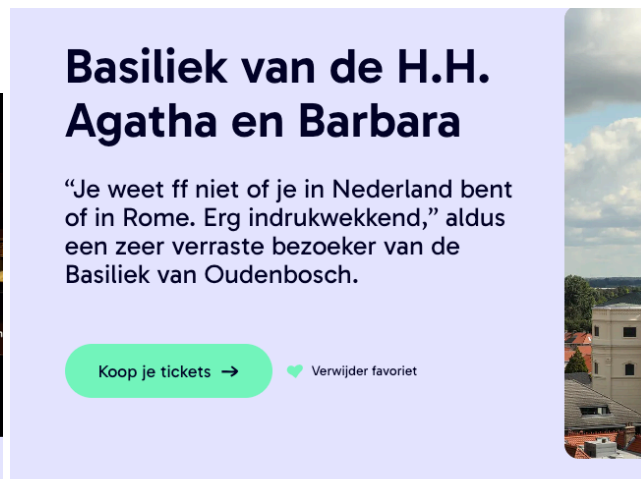 Basiliek van de H.H.
Agatha en Barbara
“Je weet ff niet of je in Nederland bent
of in Rome. Erg indrukwekkend,” aldus
een zeer verraste bezoeker van de
Basiliek van Oudenbosch.
Koop je tickets →
Verwijder favoriet